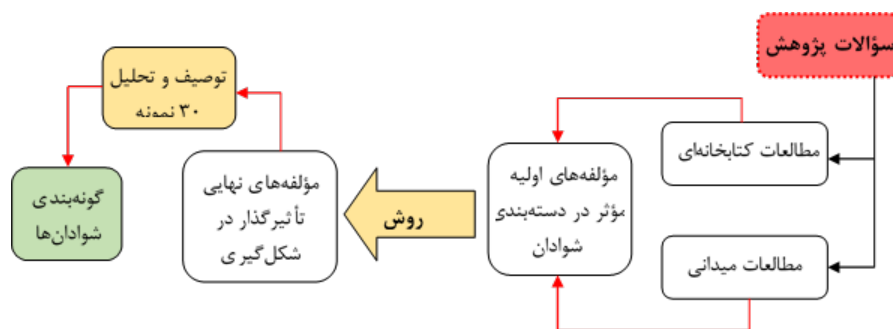 سؤالات پژوهش
مطالعات کتابخانه‌ای
مطالعات میدانی
مؤلفه‌های اولیه
مؤثر در دسته‌بندی
شوادان
روش
مؤلفه‌های نهایی
تأثیرگذار در
شکل‌گیری
توصیف و تحلیل
۳۰ نمونه
گونه‌بندی
شوادان‌ها